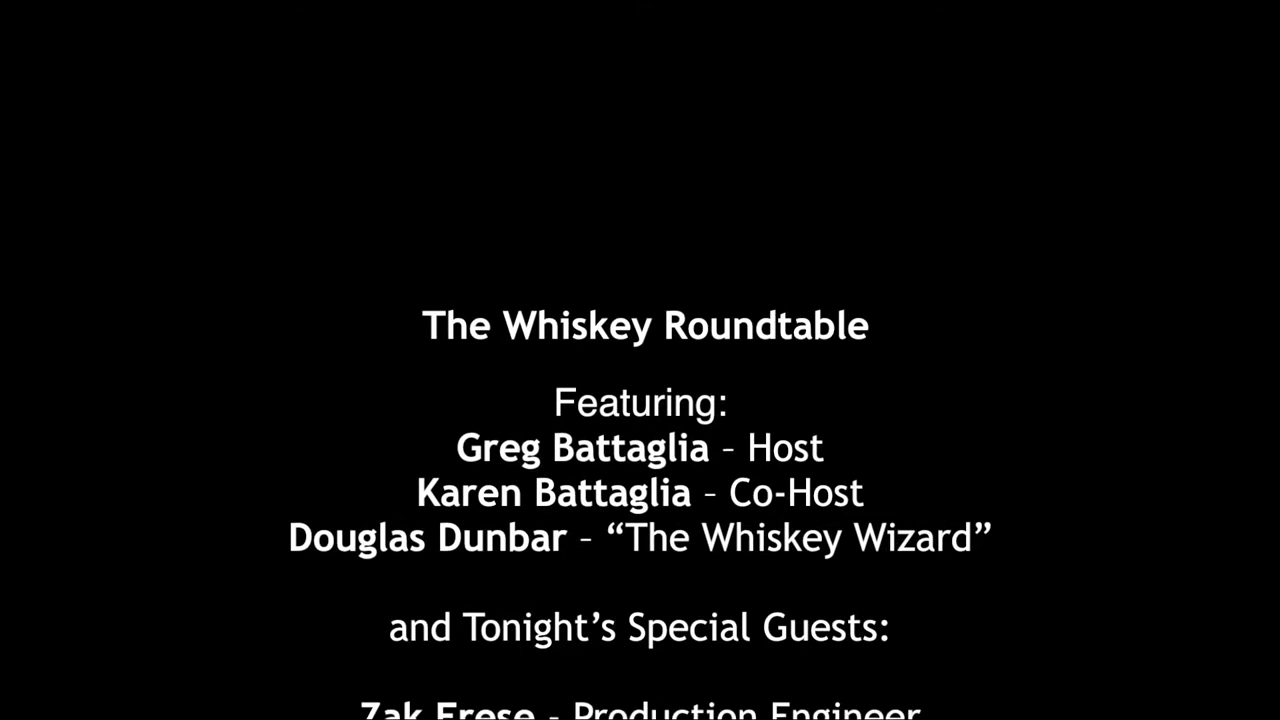 The Whiskey Roundtable
Featuring:
Greg Battaglia – Host
Karen Battaglia – Co-Host
Douglas Dunbar – “The Whiskey Wizard”
and Tonight’s Special Guests:
Zak Frese - Production Engineer